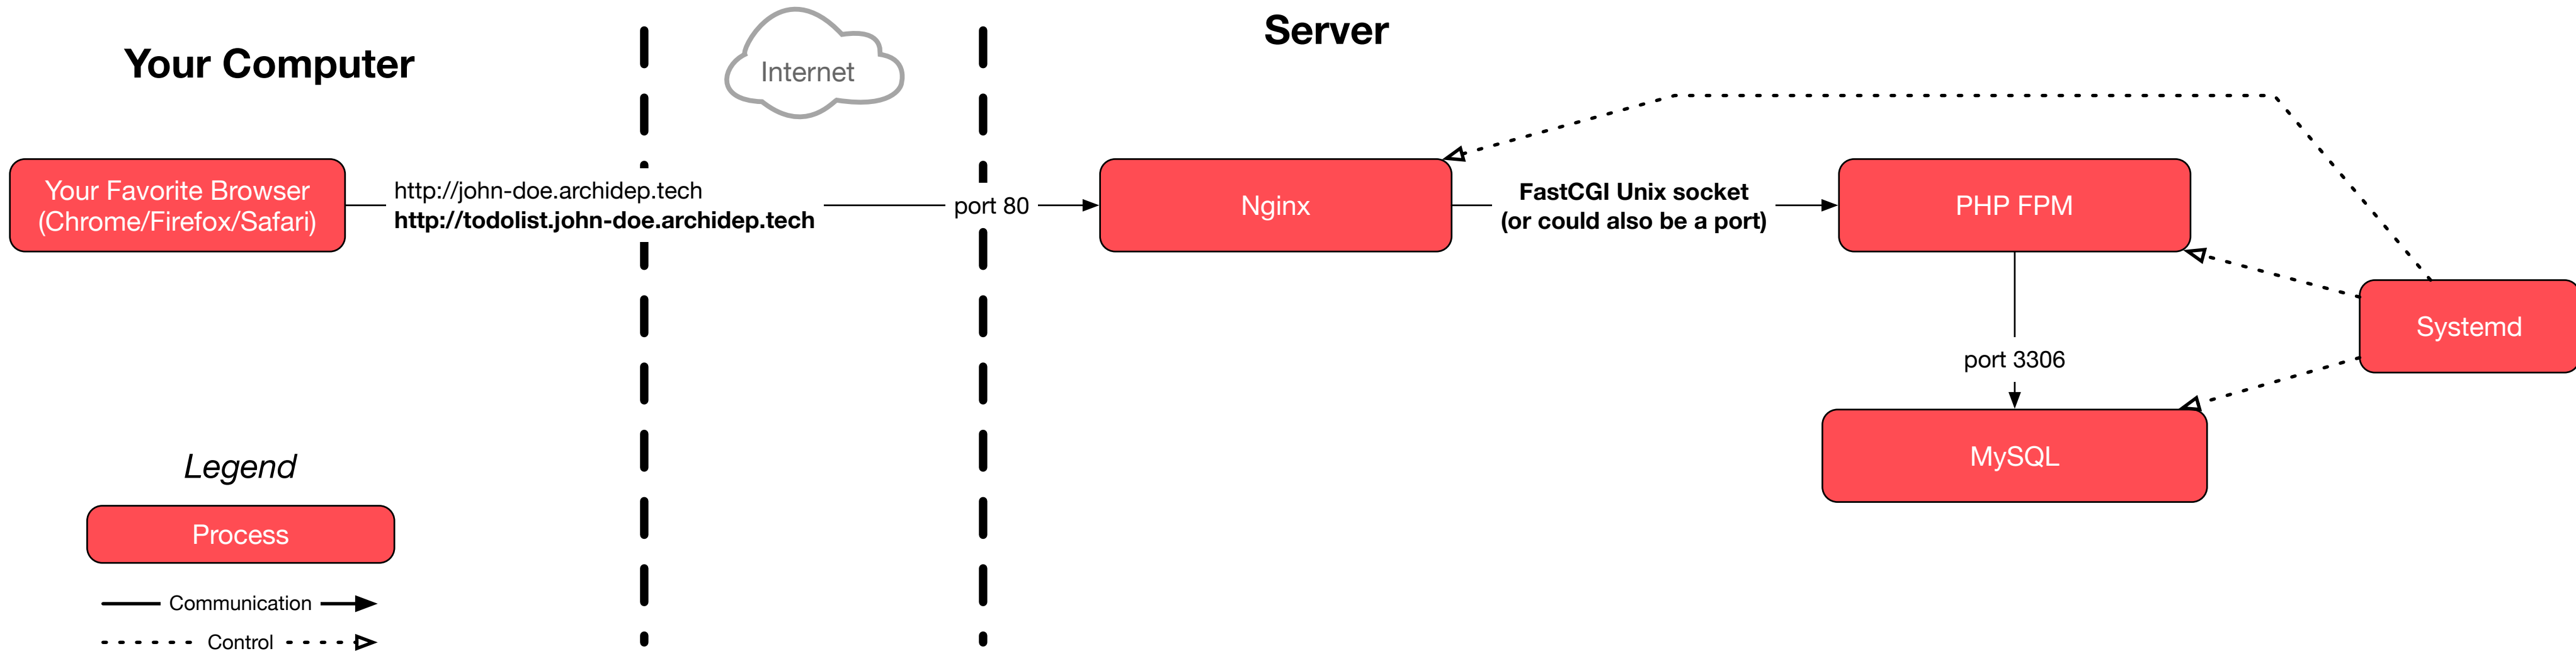 Your Computer
Internet
Server
Your Favorite Browser
(Chrome/Firefox/Safari)
http://john-doe.archidep.tech
http://todolist.john-doe.archidep.tech
port 80
Nginx
FastCGI Unix socket
(or could also be a port)
PHP FPM
Systemd
port 3306
MySQL
Legend
Process
Communication
Control